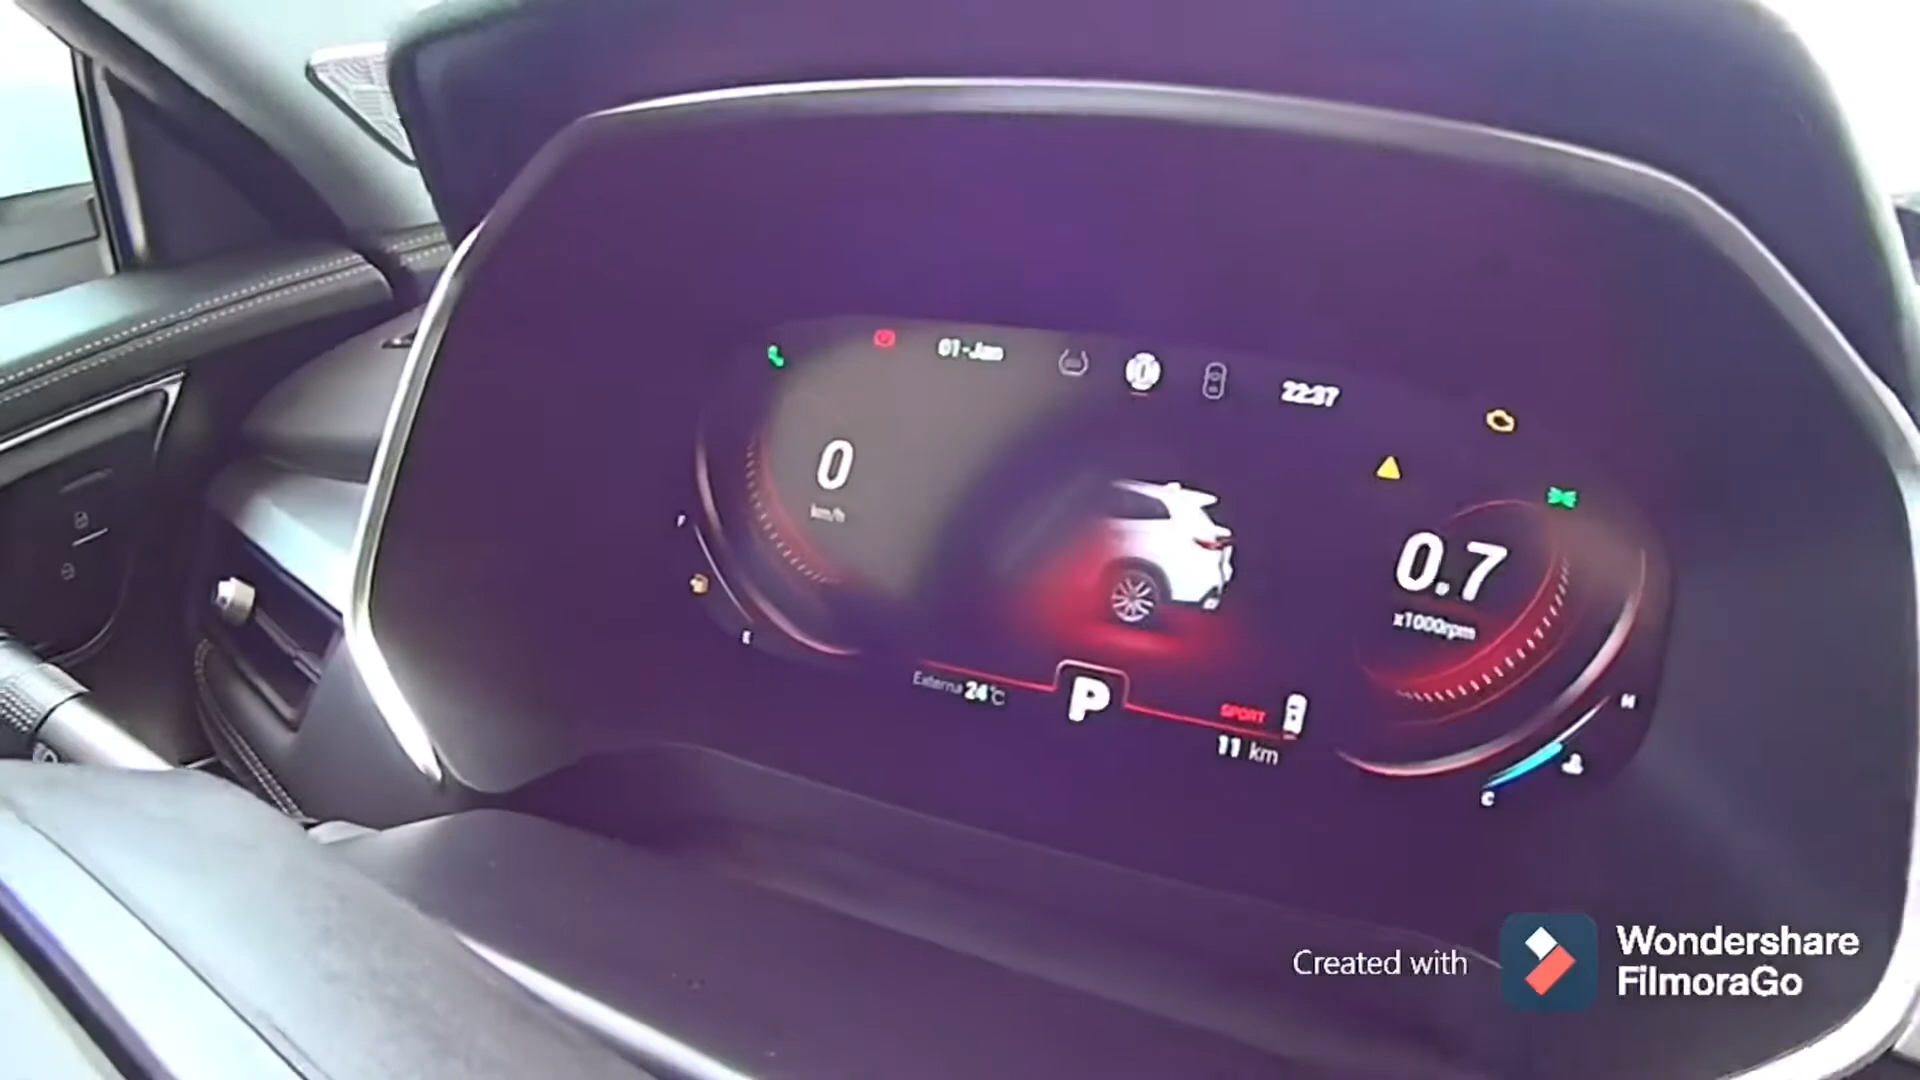 01-Jan
22:37
0
km/h
0.7
x1000rpm
F
E
Externa 24°C
P
SPORT
11 km
H
C
Created with
Wondershare
FilmoraGo